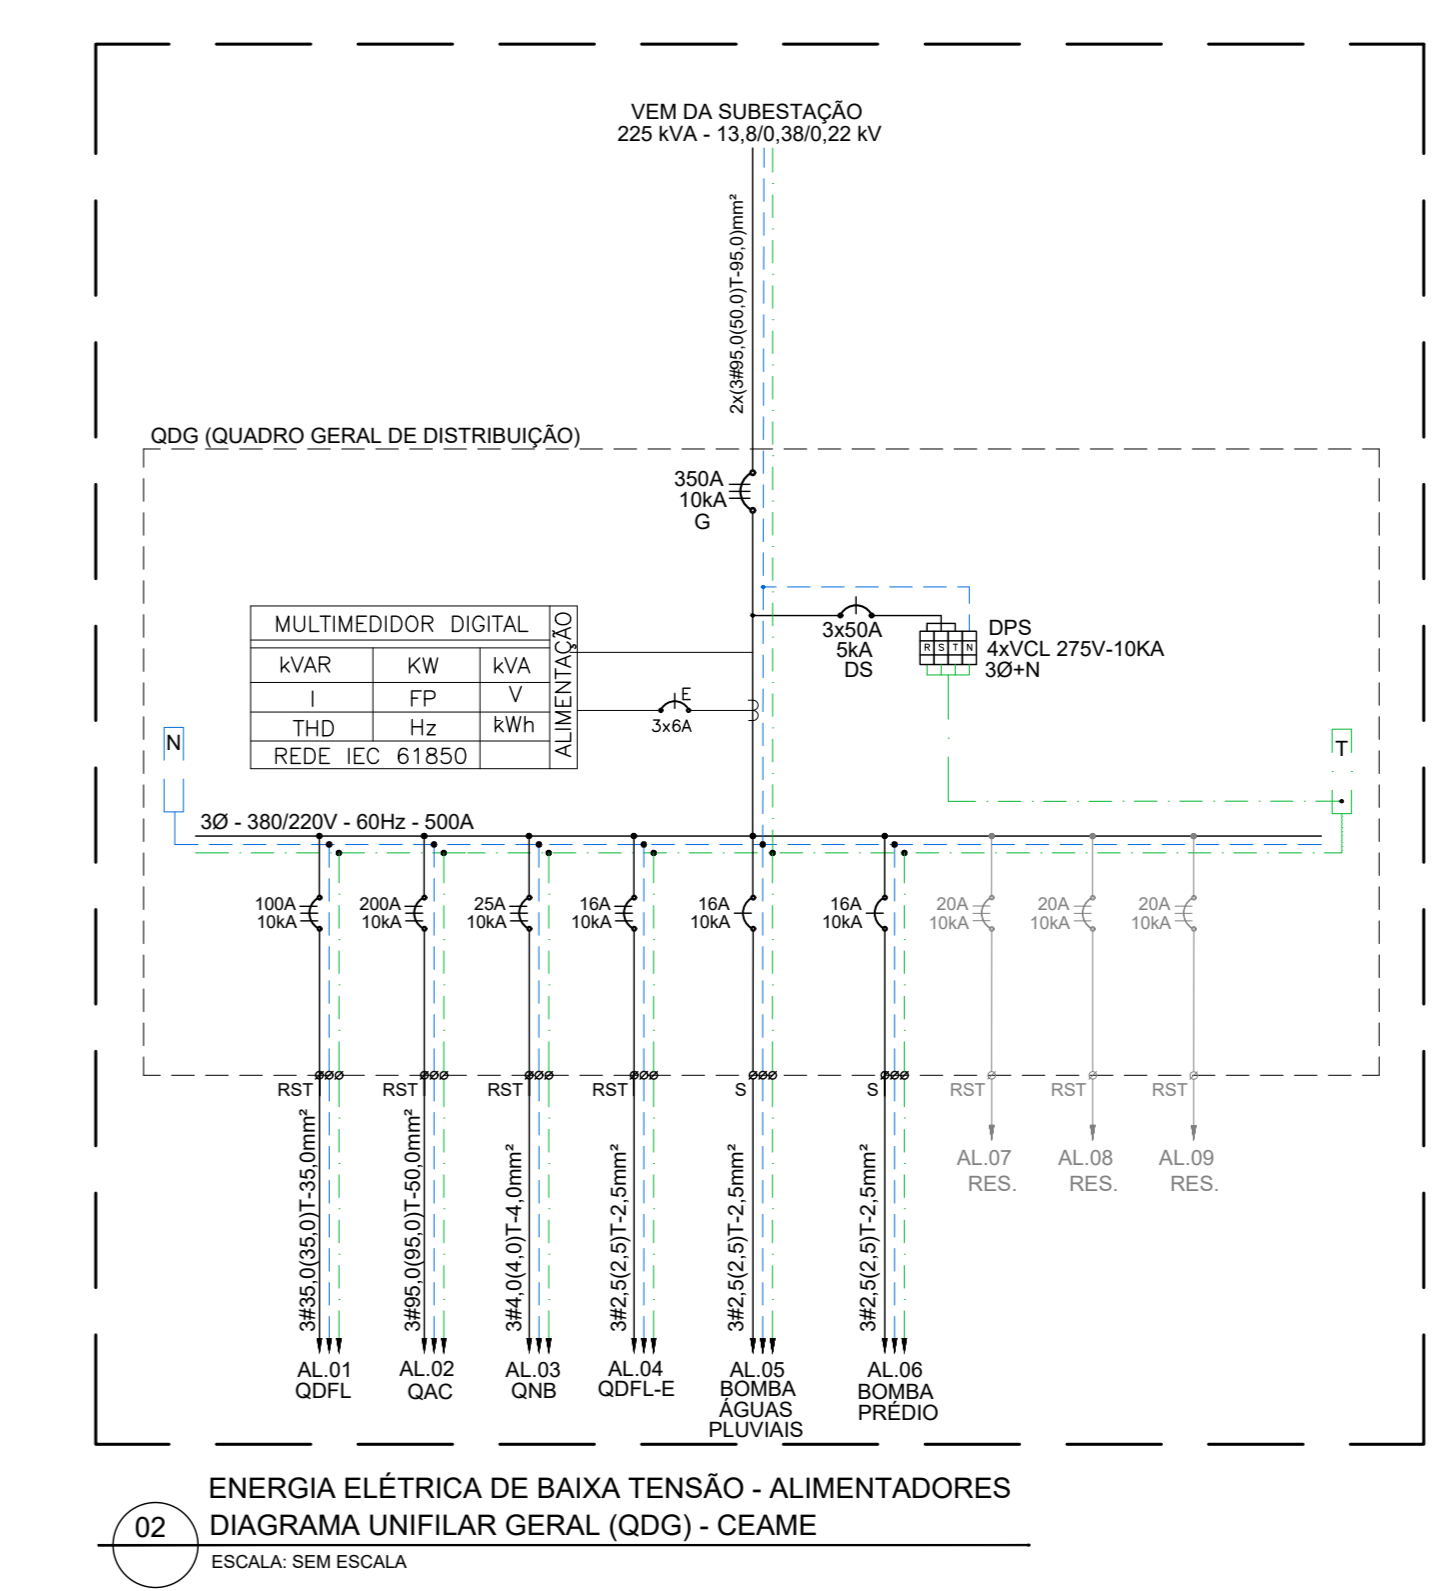 VEM DA SUBESTAÇÃO
225 kVA - 13,8/0,38/0,22 kV
2x(3#95,0(50,0)T-95,0)mm²
QDG (QUADRO GERAL DE DISTRIBUIÇÃO)
350A
10kA
G
MULTIMEDIDOR DIGITAL
kVAR KW kVA
I FP V
THD Hz kWh
REDE IEC 61850
ALIMENTAÇÃO
E
3x6A
3x50A
5kA
DS
R S T N
DPS
4xVCL 275V-10KA
3Ø+N
N
T
3Ø - 380/220V - 60Hz - 500A
100A
10kA
200A
10kA
25A
10kA
16A
10kA
16A
10kA
16A
10kA
20A
10kA
20A
10kA
20A
10kA
RST
RST
RST
RST
S
S
RST
RST
RST
3#35,0(35,0)T-35,0mm²
3#95,0(95,0)T-50,0mm²
3#4,0(4,0)T-4,0mm²
3#2,5(2,5)T-2,5mm²
3#2,5(2,5)T-2,5mm²
3#2,5(2,5)T-2,5mm²
AL.01
QDFL
AL.02
QAC
AL.03
QNB
AL.04
QDFL-E
AL.05
BOMBA
ÁGUAS
PLUVIAIS
AL.06
BOMBA
PRÉDIO
AL.07
RES.
AL.08
RES.
AL.09
RES.
02
ENERGIA ELÉTRICA DE BAIXA TENSÃO - ALIMENTADORES
DIAGRAMA UNIFILAR GERAL (QDG) - CEAME
ESCALA: SEM ESCALA